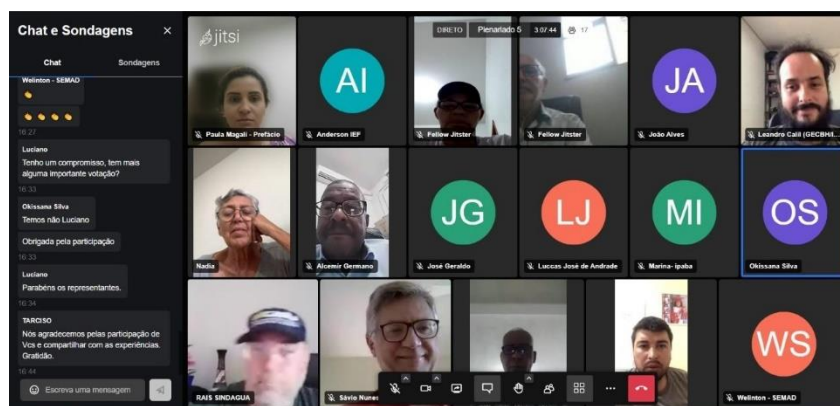 Chat e Sondagens
Chat
Sondagens
Welinton - SEMAD
16:27
Luciano
Tenho um compromisso, tem mais
alguma importante votação?
16:33
Okissana Silva
Temos não Luciano
Obrigada pela participação
16:33
Luciano
Parabéns os representantes.
16:34
TARCISO
Nós agradecemos pelas participação de
Vcs e compartilhar com as experiências.
Gratidão.
16:44
Escreva uma mensagem
jitsi
DIRETO Plenariado 5 3:07:44 17
AI
JA
Paula Magali - Prefácio
Anderson IEF
Fellow Jitster
Fellow Jitster
João Alves
Leandro Calil (GECBH/I...
JG
LJ
MI
OS
Nadia
Alcemir Germano
José Geraldo
Luccas José de Andrade
Marina- ipaba
Okissana Silva
WS
RAIS SINDAGUA
Sávio Nunes
Welinton - SEMAD